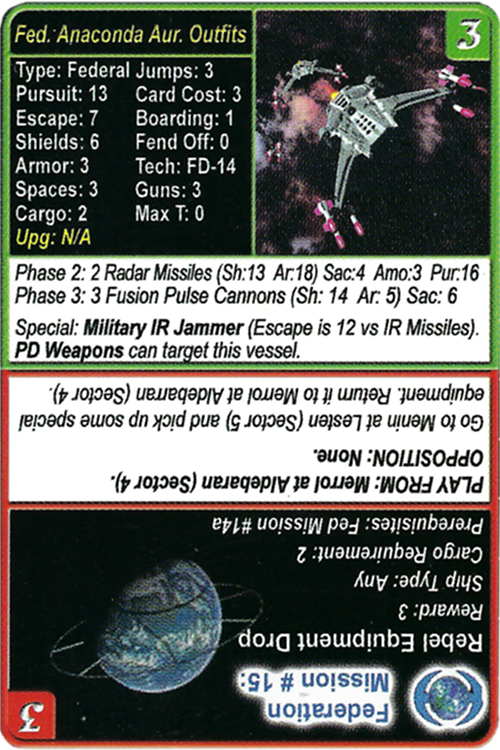 Fed. Anaconda Aur. Outfits
3
Type: Federal Jumps: 3
Pursuit: 13 Card Cost: 3
Escape: 7 Boarding: 1
Shields: 6 Fend Off: 0
Armor: 3 Tech: FD-14
Spaces: 3 Guns: 3
Cargo: 2 Max T: 0
Upg: N/A
Phase 2: 2 Radar Missiles (Sh:13 Ar:18) Sac:4 Amo:3 Pur:16
Phase 3: 3 Fusion Pulse Cannons (Sh: 14 Ar: 5) Sac: 6
Special: Military IR Jammer (Escape is 12 vs IR Missiles).
PD Weapons can target this vessel.
Federation
Mission # 15:
3
Rebel Equipment Drop
Reward: 3
Ship Type: Any
Cargo Requirement: 2
Prerequisites: Fed Mission #14a
PLAY FROM: Merrol at Aldebaran (Sector 4).
OPPOSITION: None.
Go to Menin at Lesten (Sector 5) and pick up some special
equipment. Return it to Merrol at Aldebaran (Sector 4).